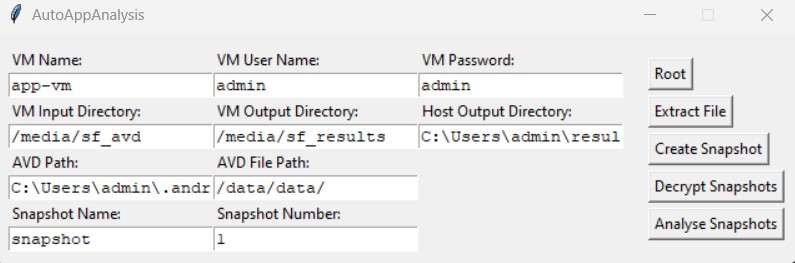 AutoAppAnalysis
VM Name: VM User Name: VM Password:
app-vm admin admin
Root
VM Input Directory: VM Output Directory: Host Output Directory:
Extract File
/media/sf_avd /media/sf_results C:\Users\admin\resul
Create Snapshot
AVD Path: AVD File Path:
C:\Users\admin\.andr /data/data/
Decrypt Snapshots
Snapshot Name: Snapshot Number:
Analyse Snapshots
snapshot 1